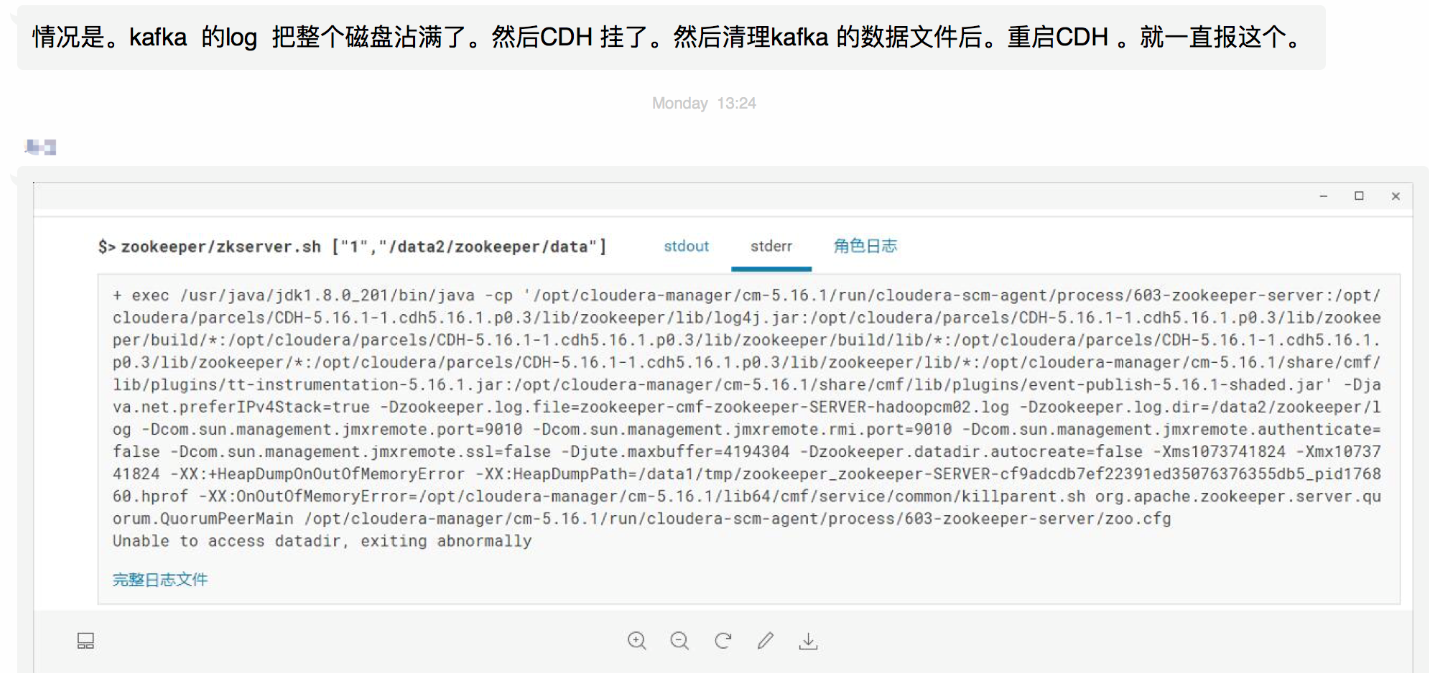 情况是。kafka 的log 把整个磁盘沾满了。然后CDH 挂了。然后清理kafka 的数据文件后。重启CDH 。就一直报这个。
Monday 13:24
$> zookeeper/zkserver.sh ["1","/data2/zookeeper/data"] stdout stderr 角色日志
+ exec /usr/java/jdk1.8.0_201/bin/java -cp '/opt/cloudera-manager/cm-5.16.1/run/cloudera-scm-agent/process/603-zookeeper-server:/opt/
cloudera/parcels/CDH-5.16.1-1.cdh5.16.1.p0.3/lib/zookeeper/lib/log4j.jar:/opt/cloudera/parcels/CDH-5.16.1-1.cdh5.16.1.p0.3/lib/zookee
per/build/*:/opt/cloudera/parcels/CDH-5.16.1-1.cdh5.16.1.p0.3/lib/zookeeper/build/lib/*:/opt/cloudera/parcels/CDH-5.16.1-1.cdh5.16.1.
p0.3/lib/zookeeper/*:/opt/cloudera/parcels/CDH-5.16.1-1.cdh5.16.1.p0.3/lib/zookeeper/lib/*:/opt/cloudera-manager/cm-5.16.1/share/cmf/
lib/plugins/tt-instrumentation-5.16.1.jar:/opt/cloudera-manager/cm-5.16.1/share/cmf/lib/plugins/event-publish-5.16.1-shaded.jar' -Dja
va.net.preferIPv4Stack=true -Dzookeeper.log.file=zookeeper-cmf-zookeeper-SERVER-hadoopcm02.log -Dzookeeper.log.dir=/data2/zookeeper/l
og -Dcom.sun.management.jmxremote.port=9010 -Dcom.sun.management.jmxremote.rmi.port=9010 -Dcom.sun.management.jmxremote.authenticate=
false -Dcom.sun.management.jmxremote.ssl=false -Djute.maxbuffer=4194304 -Dzookeeper.datadir.autocreate=false -Xms1073741824 -Xmx10737
41824 -XX:+HeapDumpOnOutOfMemoryError -XX:HeapDumpPath=/data1/tmp/zookeeper_zookeeper-SERVER-cf9adcdb7ef22391ed35076376355db5_pid1768
60.hprof -XX:OnOutOfMemoryError=/opt/cloudera-manager/cm-5.16.1/lib64/cmf/service/common/killparent.sh org.apache.zookeeper.server.qu
orum.QuorumPeerMain /opt/cloudera-manager/cm-5.16.1/run/cloudera-scm-agent/process/603-zookeeper-server/zoo.cfg
Unable to access datadir, exiting abnormally
完整日志文件